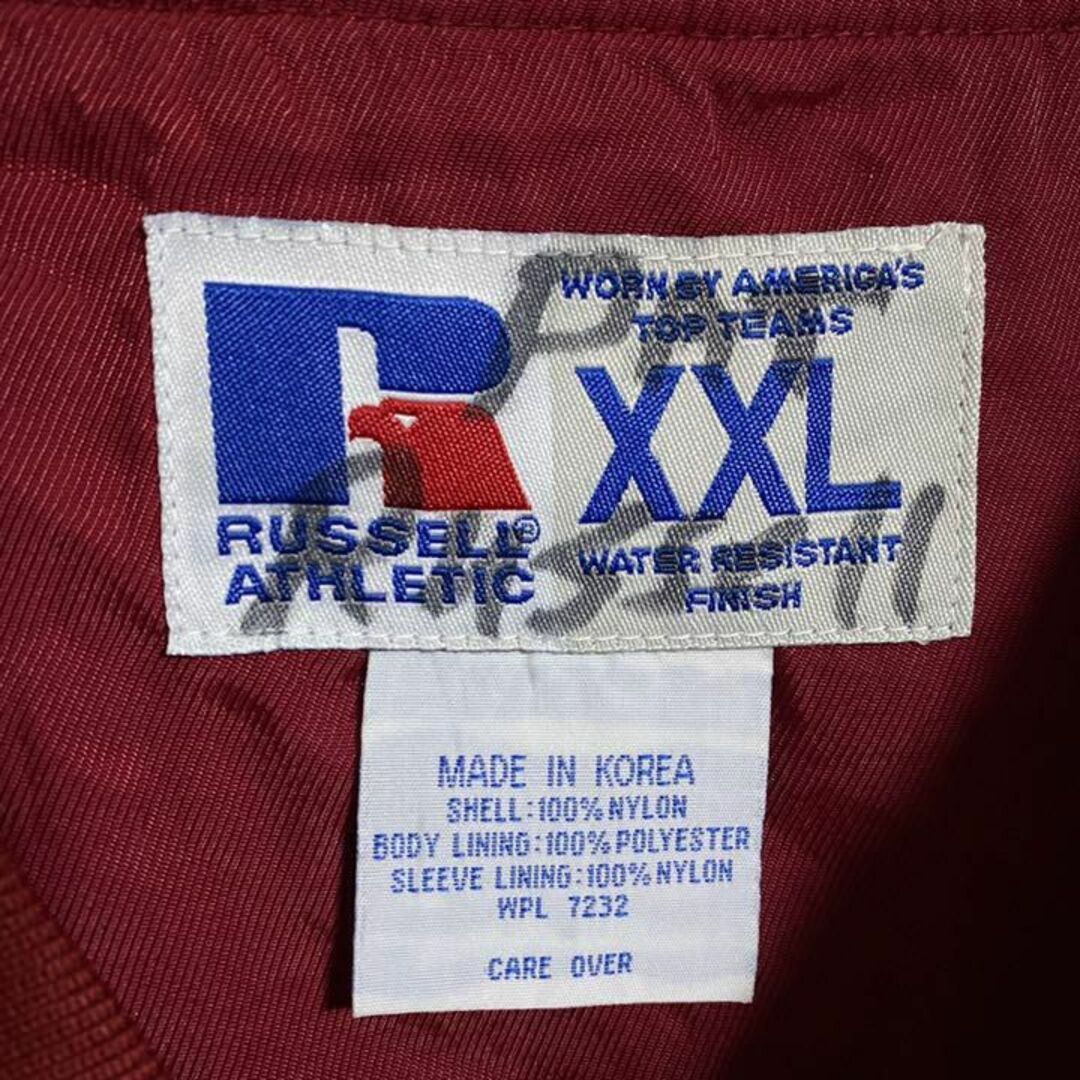 WORN BY AMERICA'S
TOP TEAMS
XXL
RUSSELL®
ATHLETIC
WATER RESISTANT
FINISH
MADE IN KOREA
SHELL:100% NYLON
BODY LINING:100% POLYESTER
SLEEVE LINING:100% NYLON
WPL 7232
CARE OVER